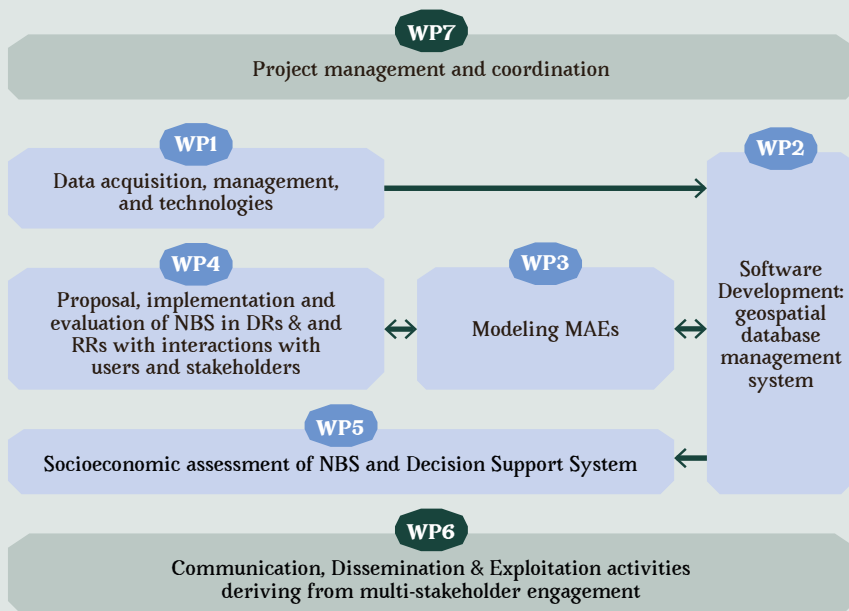 WP7
Project management and coordination
WP1
Data acquisition, management,
and technologies
WP2
Software
Development:
geospatial
database
management
system
WP4
Proposal, implementation and
evaluation of NBS in DRs & and
RRs with interactions with
users and stakeholders
WP3
Modeling MAEs
WP5
Socioeconomic assessment of NBS and Decision Support System
WP6
Communication, Dissemination & Exploitation activities
deriving from multi-stakeholder engagement